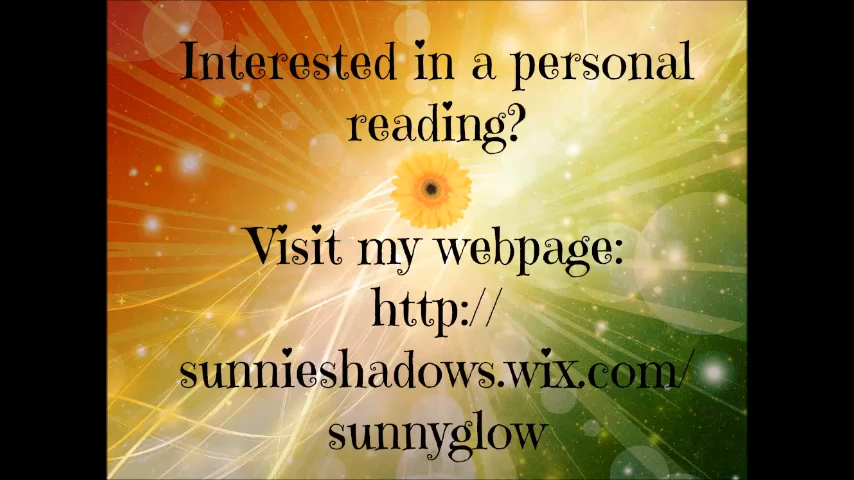 Interested in a personal
reading?
Visit my webpage:
http://
sunnieshadows.wix.com/
sunnyglow